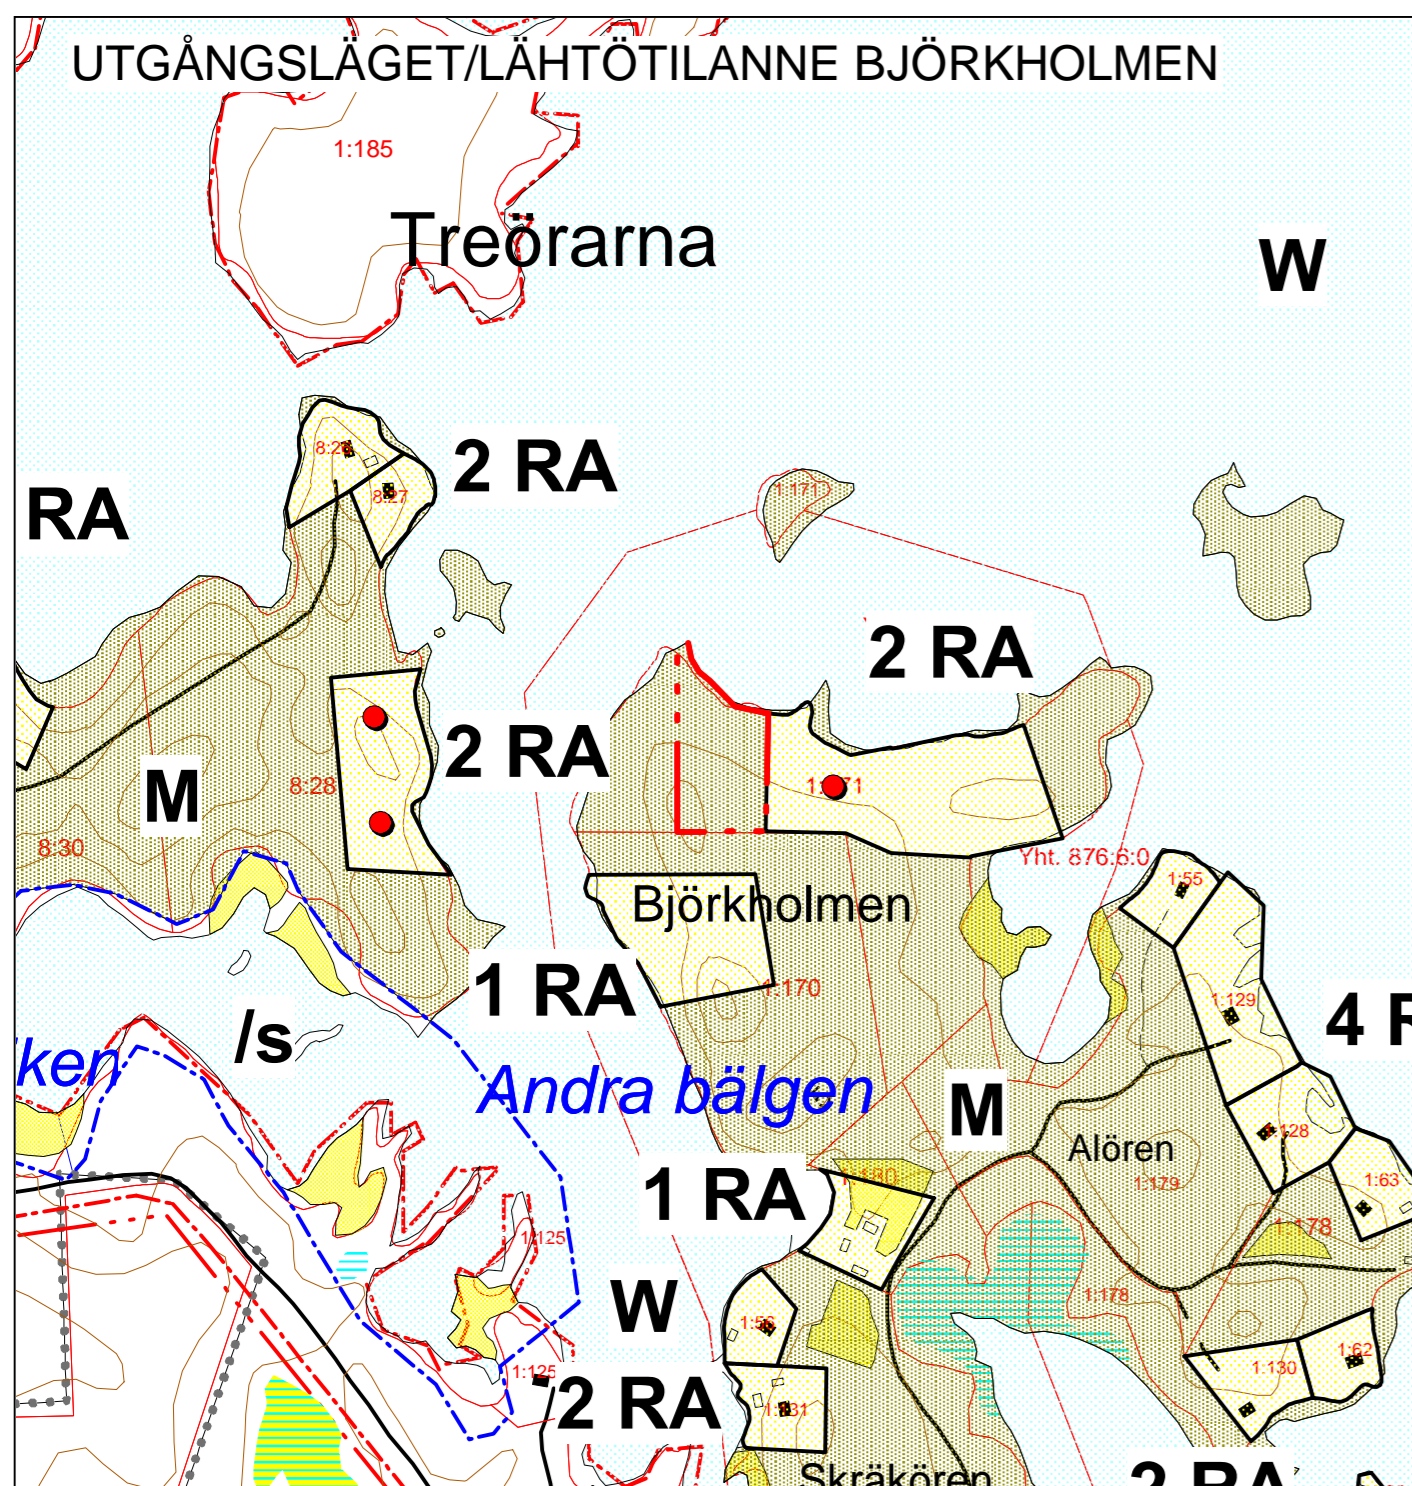 UTGÅNGSLÄGET/LÄHTÖTILANNE BJÖRKHOLMEN
1:185
Treörarna
W
8:27
2 RA
RA
1:171
2 RA
2 RA
8:28
M
8:30
Yht. 876:6:0
1:55
Björkholmen
1 RA
1:170
1:129
/s
Andra bälgen
M
1:128
Alören
1:179
1:63
1 RA
1:125
1:178
W
1:178
1:56
1:62
1:130
1:125
2 RA
Skräkören
2 RA